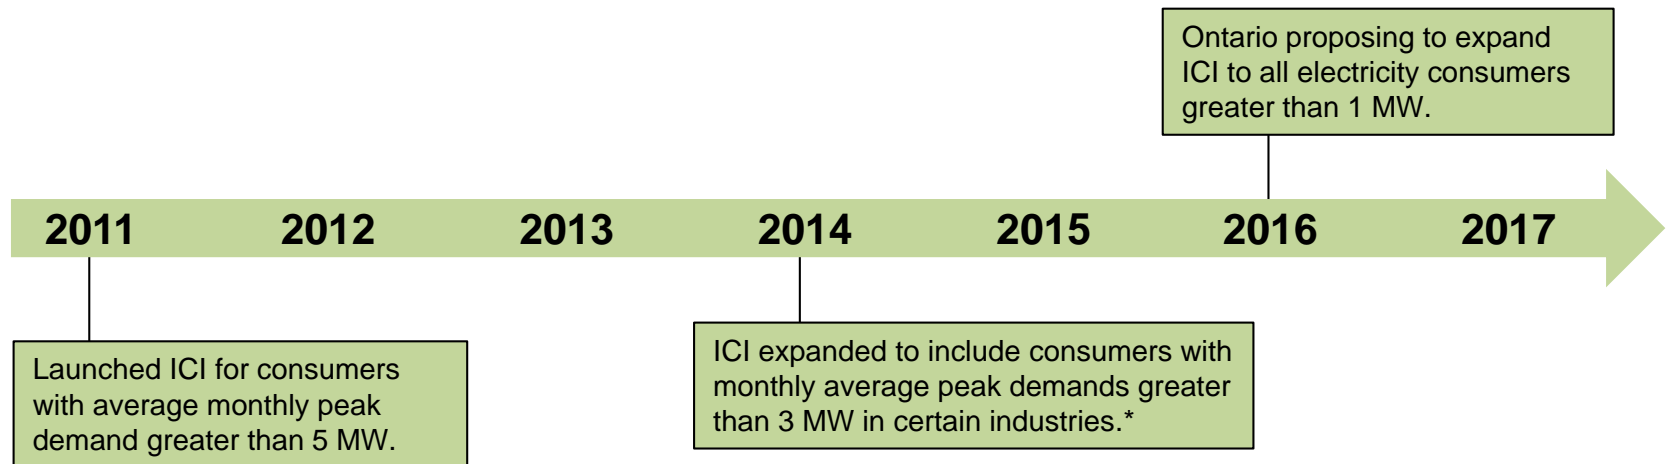 Ontario proposing to expand
ICI to all electricity consumers
greater than 1 MW.
2011 2012 2013 2014 2015 2016 2017
Launched ICI for consumers
with average monthly peak
demand greater than 5 MW.
ICI expanded to include consumers with
monthly average peak demands greater
than 3 MW in certain industries.*